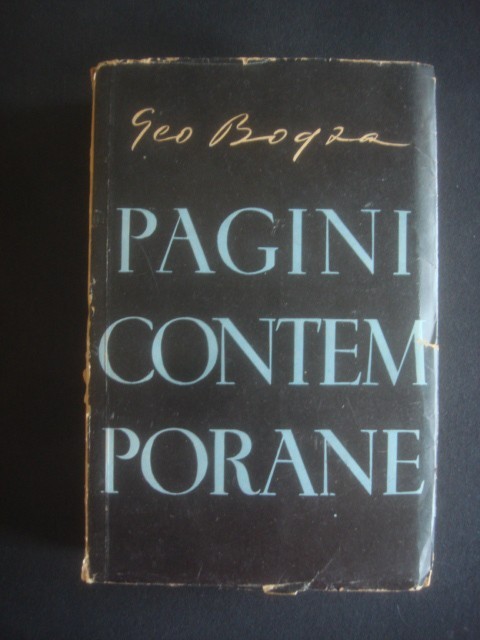 Geo Bogza
PAGINI
CONTEM
PORANE